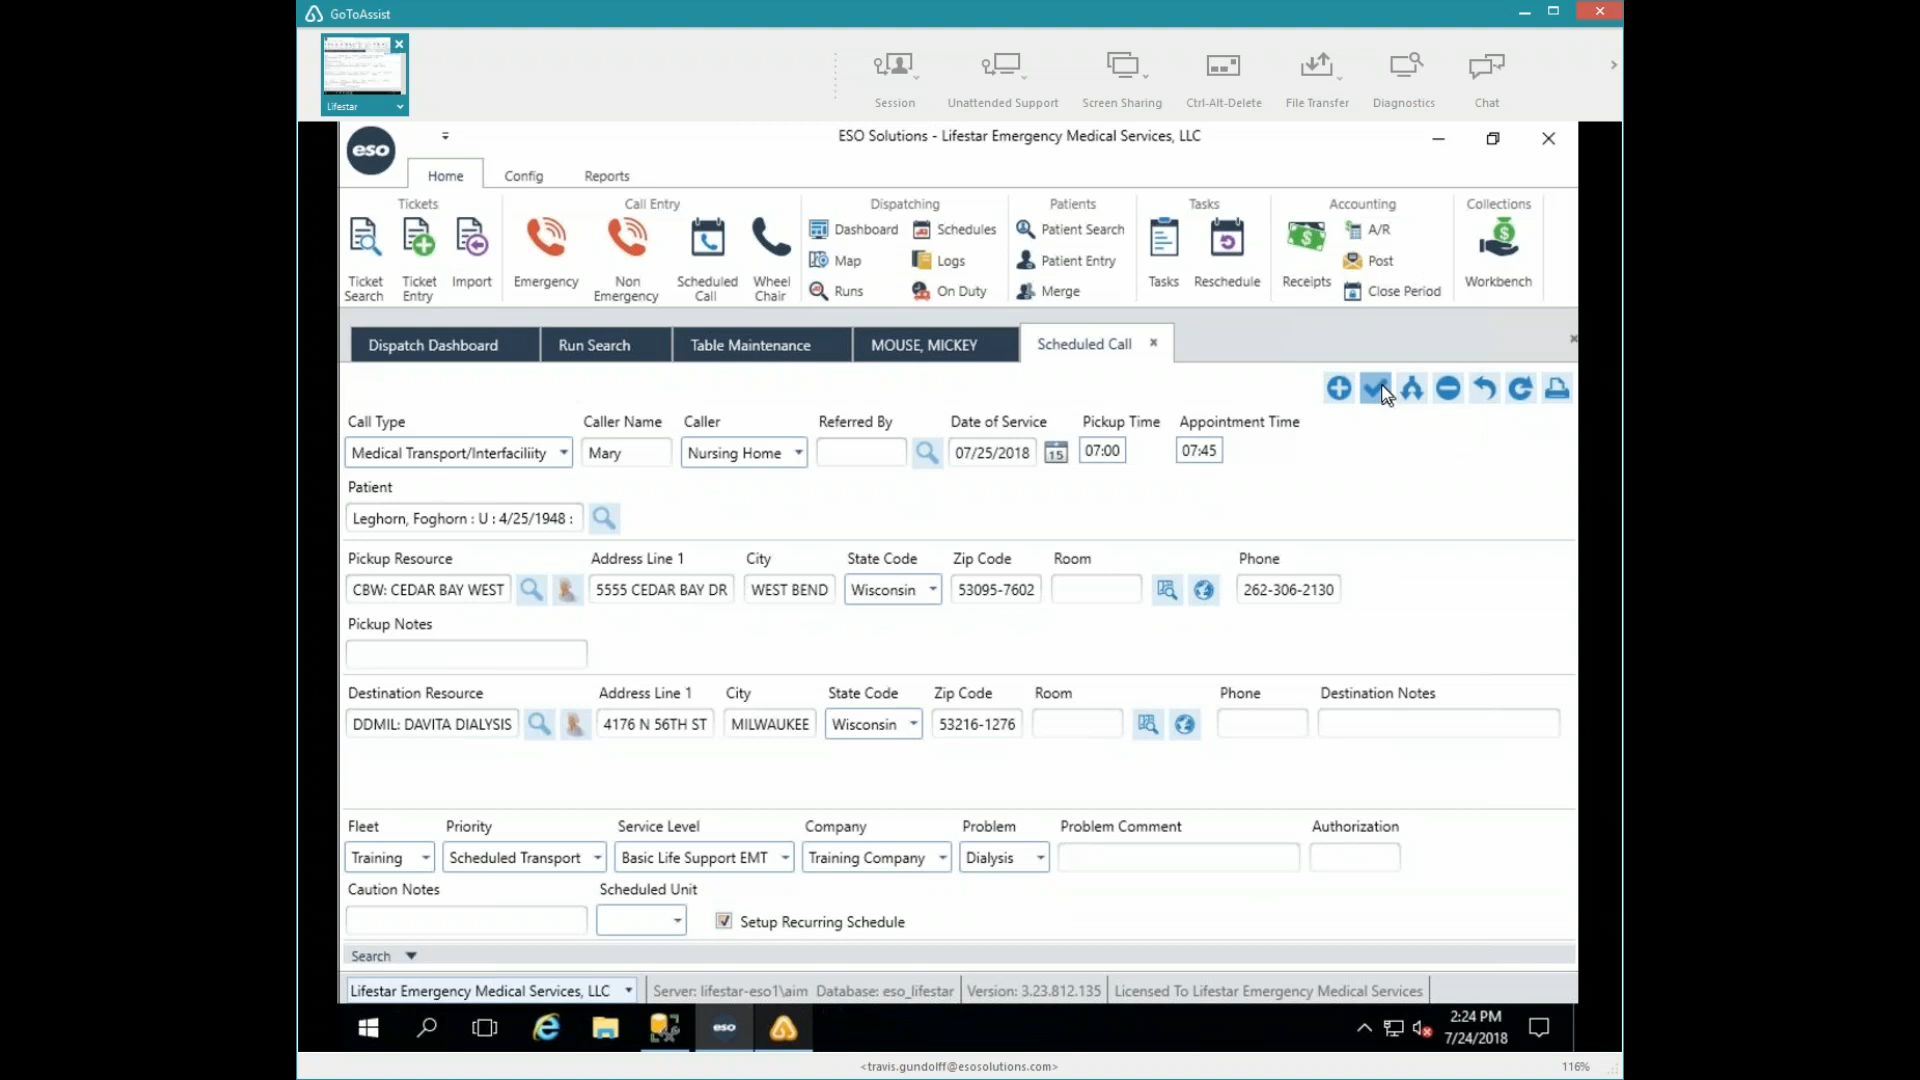 GoToAssist
Lifestar
Session
Unattended Support
Screen Sharing
Ctrl-Alt-Delete
File Transfer
Diagnostics
Chat
eso
ESO Solutions - Lifestar Emergency Medical Services, LLC
Home
Config
Reports
Tickets
Call Entry
Dispatching
Patients
Tasks
Accounting
Collections
Ticket Search
Ticket Entry
Import
Emergency
Non Emergency
Scheduled Call
Wheel Chair
Dashboard
Schedules
Map
Logs
Runs
On Duty
Patient Search
Patient Entry
Merge
Tasks
Reschedule
Receipts
A/R
Post
Close Period
Workbench
Dispatch Dashboard
Run Search
Table Maintenance
MOUSE, MICKEY
Scheduled Call
Call Type
Caller Name
Caller
Referred By
Date of Service
Pickup Time
Appointment Time
Medical Transport/Interfaciliity
Mary
Nursing Home
07/25/2018
15
07:00
07:45
Patient
Leghorn, Foghorn : U : 4/25/1948 :
Pickup Resource
Address Line 1
City
State Code
Zip Code
Room
Phone
CBW: CEDAR BAY WEST
5555 CEDAR BAY DR
WEST BEND
Wisconsin
53095-7602
262-306-2130
Pickup Notes
Destination Resource
Address Line 1
City
State Code
Zip Code
Room
Phone
Destination Notes
DDMIL: DAVITA DIALYSIS
4176 N 56TH ST
MILWAUKEE
Wisconsin
53216-1276
Fleet
Priority
Service Level
Company
Problem
Problem Comment
Authorization
Training
Scheduled Transport
Basic Life Support EMT
Training Company
Dialysis
Caution Notes
Scheduled Unit
Setup Recurring Schedule
Search
Lifestar Emergency Medical Services, LLC
Server: lifestar-eso1\aim Database: eso_lifestar
Version: 3.23.812.135
Licensed To Lifestar Emergency Medical Services
eso
2:24 PM
7/24/2018
<travis.gundolff@esosolutions.com>
116%